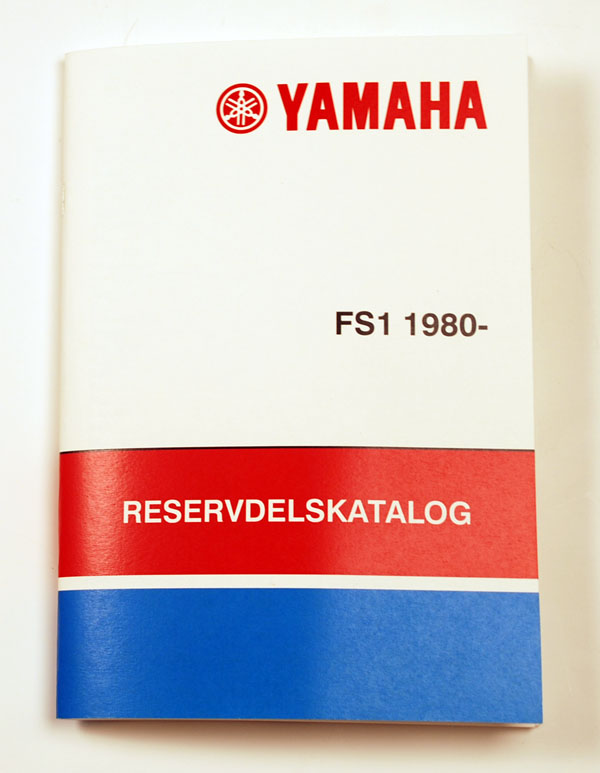 YAMAHA
FS1 1980-
RESERVDELSKATALOG